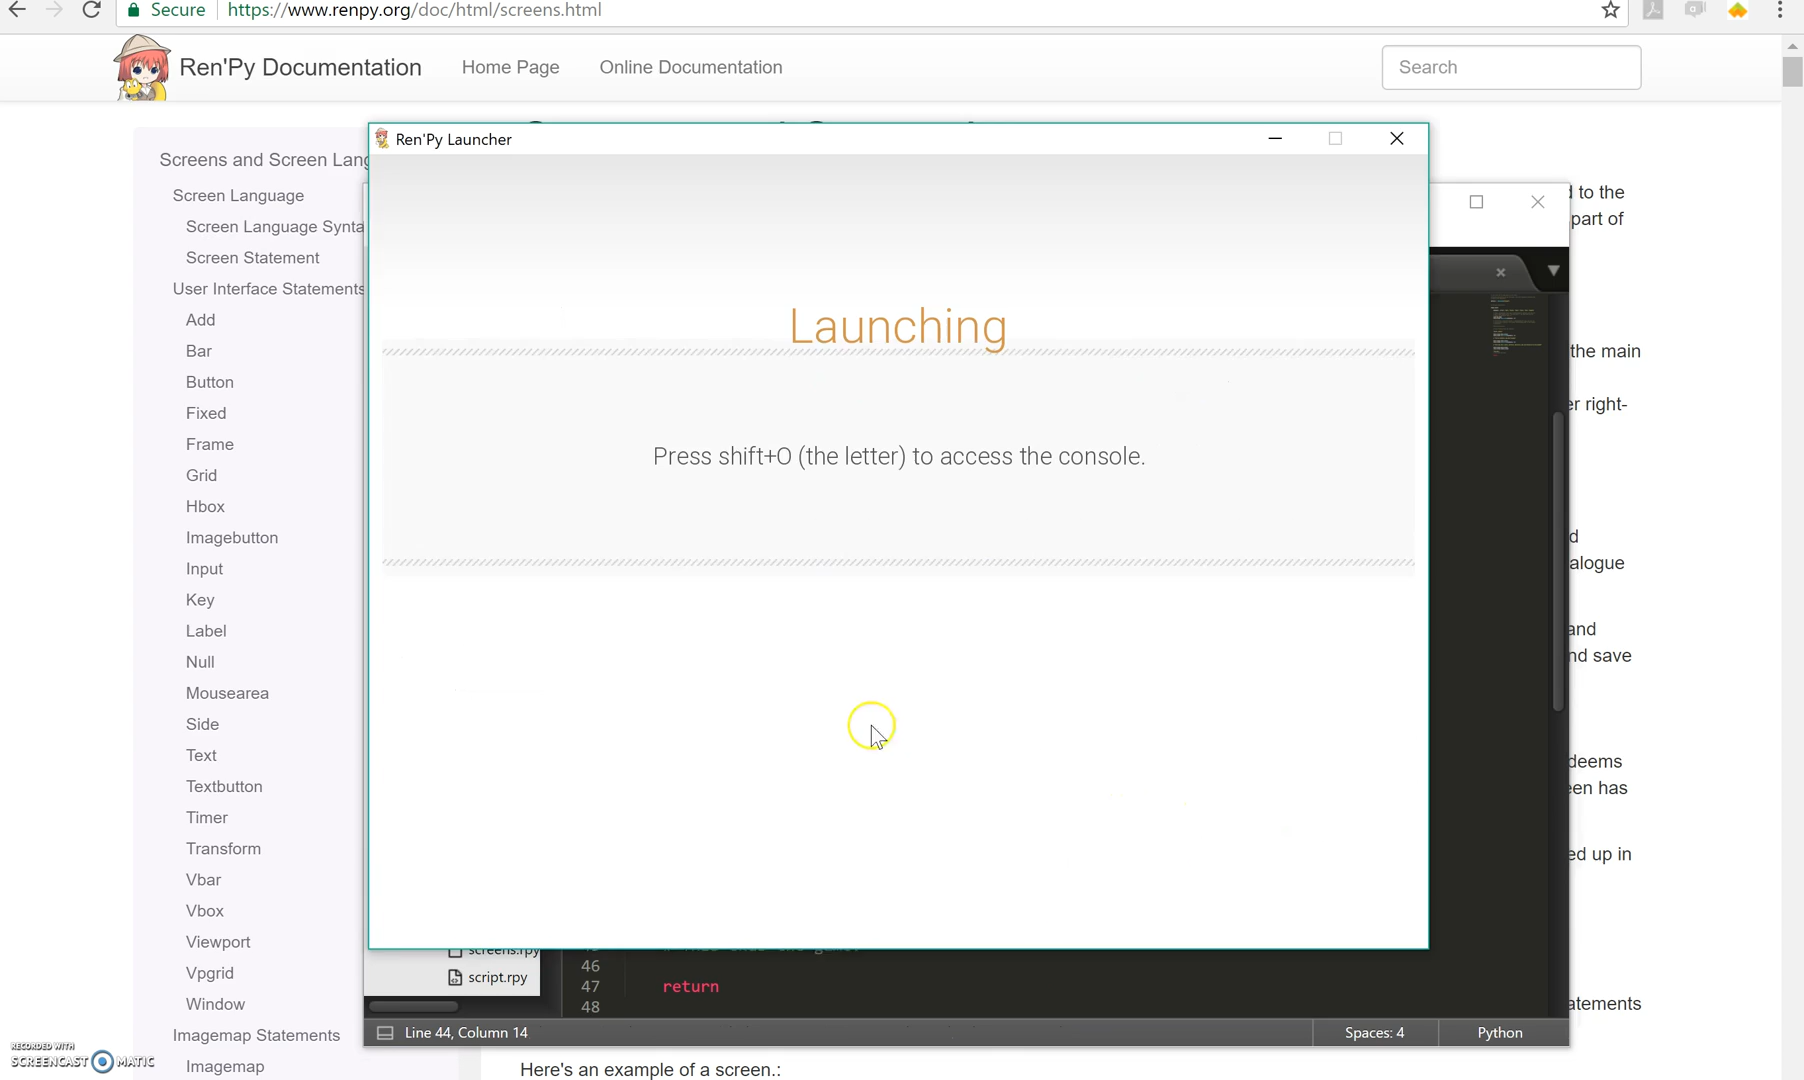 Secure https://www.renpy.org/doc/html/screens.html
Ren'Py Documentation Home Page Online Documentation Search
Ren'Py Launcher
Launching
Press shift+O (the letter) to access the console.
Screens and Screen Lang
Screen Language
Screen Language Synta
Screen Statement
User Interface Statements
Add
Bar
Button
Fixed
Frame
Grid
Hbox
Imagebutton
Input
Key
Label
Null
Mousearea
Side
Text
Textbutton
Timer
Transform
Vbar
Vbox
Viewport
Vpgrid
Window
Imagemap Statements
Imagemap
d to the
part of
the main
er right-
d
alogue
and
nd save
deems
een has
ed up in
atements
screens.rpy
script.rpy
46
47 return
48
Line 44, Column 14 Spaces: 4 Python
Here's an example of a screen.:
RECORDED WITH
SCREENCAST MATIC